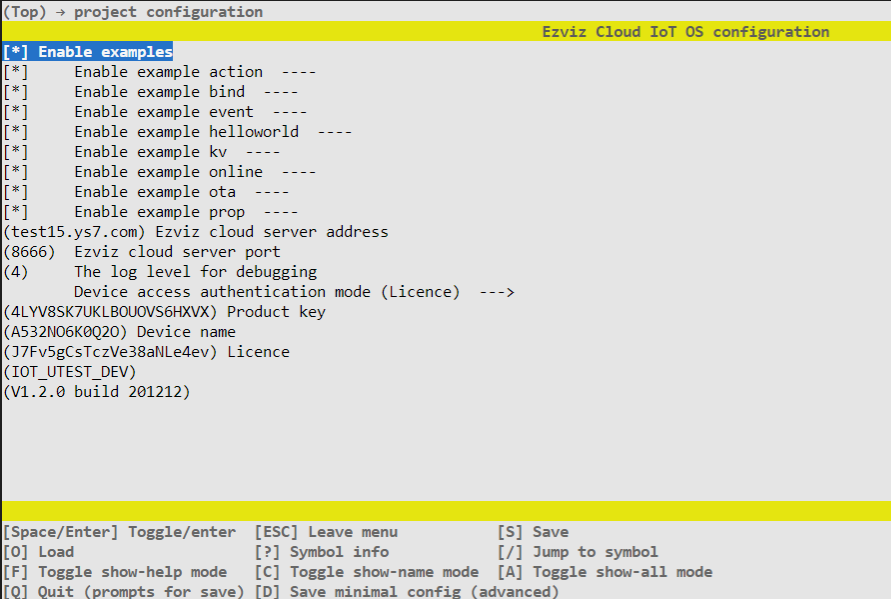 (Top) → project configuration
Ezviz Cloud IoT OS configuration
[*] Enable examples
[*]     Enable example action  ----
[*]     Enable example bind  ----
[*]     Enable example event  ----
[*]     Enable example helloworld  ----
[*]     Enable example kv  ----
[*]     Enable example online  ----
[*]     Enable example ota  ----
[*]     Enable example prop  ----
(test15.ys7.com) Ezviz cloud server address
(8666)  Ezviz cloud server port
(4)     The log level for debugging
        Device access authentication mode (Licence)  --->
(4LYV8SK7UKLBOUOVS6HXVX) Product key
(A532NO6K0Q2O) Device name
(J7Fv5gCsTczVe38aNLe4ev) Licence
(IOT_UTEST_DEV)
(V1.2.0 build 201212)
[Space/Enter] Toggle/enter  [ESC] Leave menu           [S] Save
[O] Load                    [?] Symbol info            [/] Jump to symbol
[F] Toggle show-help mode   [C] Toggle show-name mode  [A] Toggle show-all mode
[Q] Quit (prompts for save) [D] Save minimal config (advanced)